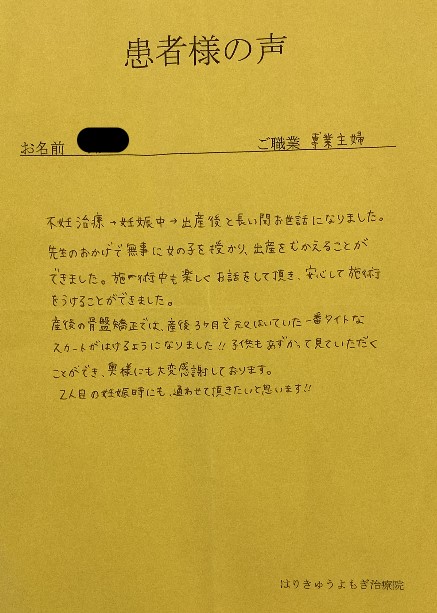 患者様の声
お名前 ご職業 専業主婦
不妊治療→妊娠中→出産後と長い間お世話になりました。
先生のおかげで無事に女の子を授かり、出産をむかえることが
できました。施術中も楽しくお話をして頂き、安心して施術
をうけることができました。
産後の骨盤矯正では、産後3ヶ月で元々はいていた一番タイトな
スカートがはけるようになりました!!子供もあずかって見ていただく
ことができ、奥様にも大変感謝しております。
2人目の妊娠時にも、通わせて頂きたいと思います!!
はりきゅうよもぎ治療院